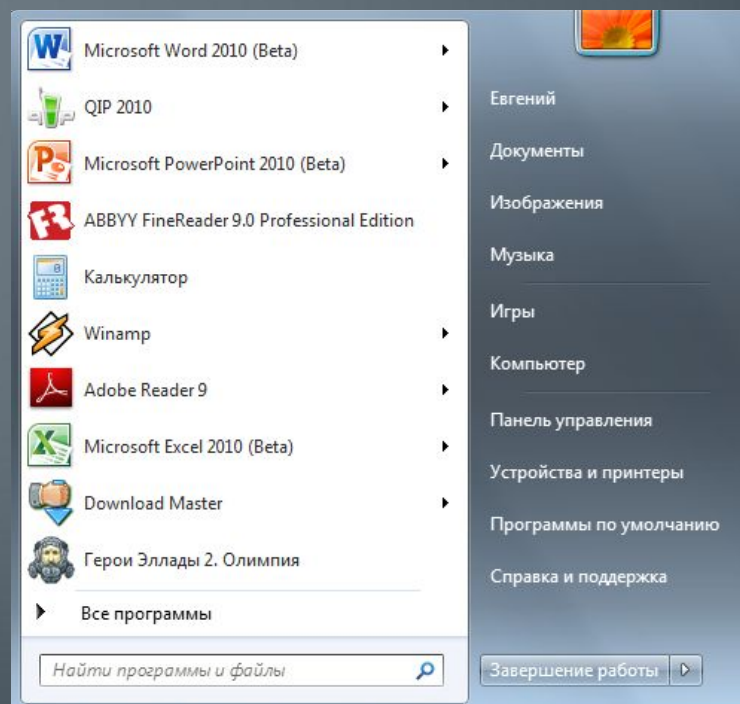 Microsoft Word 2010 (Beta)
QIP 2010
Microsoft PowerPoint 2010 (Beta)
ABBYY FineReader 9.0 Professional Edition
Калькулятор
Winamp
Adobe Reader 9
Microsoft Excel 2010 (Beta)
Download Master
Герои Эллады 2. Олимпия
Все программы
Найти программы и файлы
Евгений
Документы
Изображения
Музыка
Игры
Компьютер
Панель управления
Устройства и принтеры
Программы по умолчанию
Справка и поддержка
Завершение работы